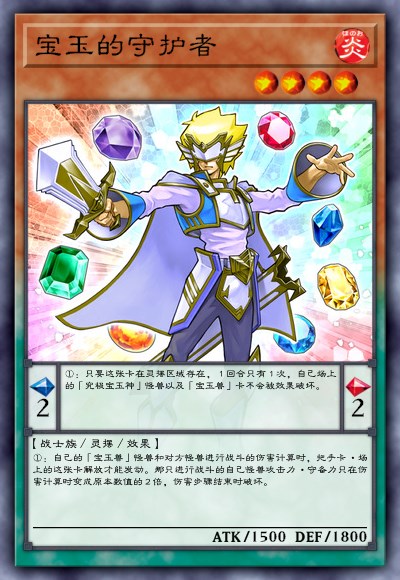 宝玉的守护者
ほのお
炎
①：只要这张卡在灵摆区域存在，1回合只有1次，自己场上
的「究极宝玉神」怪兽以及「宝玉兽」卡不会被效果破坏。
2
2
【战士族／灵摆／效果】
①：自己的「宝玉兽」怪兽和对方怪兽进行战斗的伤害计算时，把手卡·场
上的这张卡解放才能发动。那只进行战斗的自己怪兽攻击力·守备力只在伤
害计算时变成原本数值的2倍，伤害步骤结束时破坏。
ATK/1500 DEF/1800